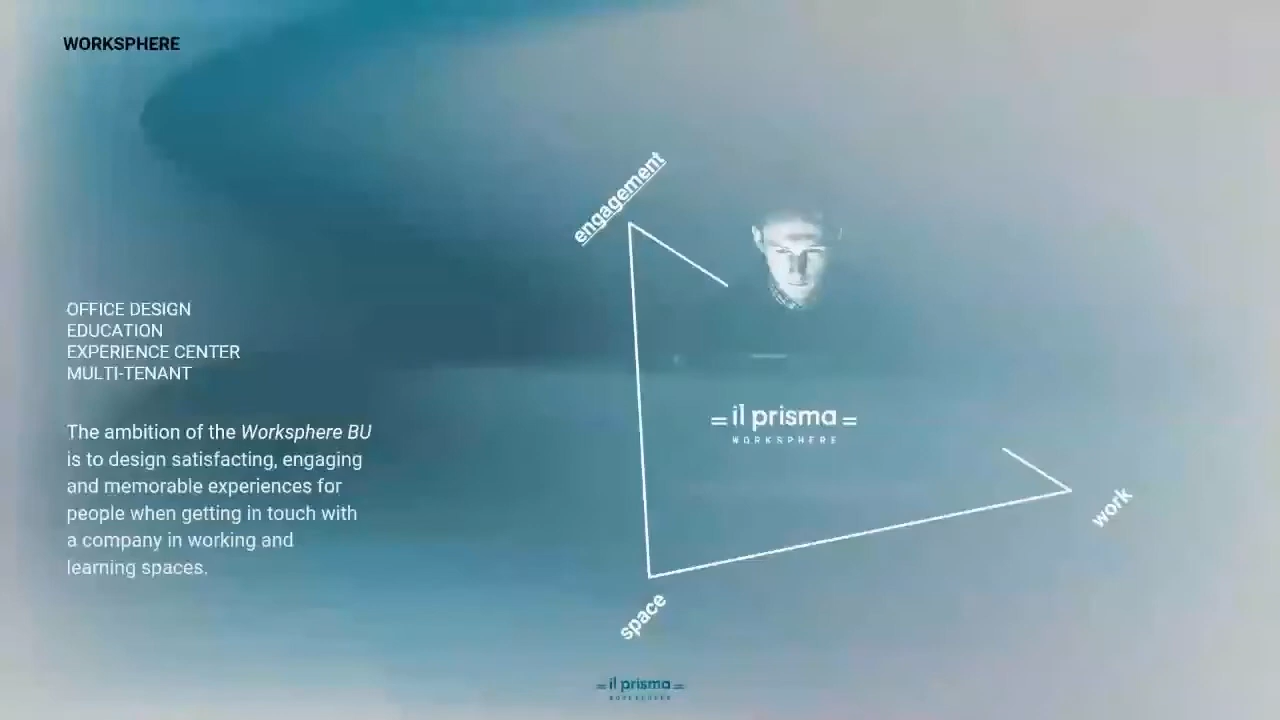 WORKSPHERE
engagement
OFFICE DESIGN
EDUCATION
EXPERIENCE CENTER
MULTI-TENANT
The ambition of the Worksphere BU
is to design satisfacting, engaging
and memorable experiences for
people when getting in touch with
a company in working and
learning spaces.
il prisma
WORKSPHERE
work
space
il prisma
WORKSPHERE